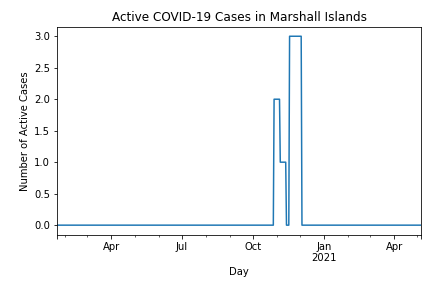 Active COVID-19 Cases in Marshall Islands
Number of Active Cases
3.0
2.5
2.0
1.5
1.0
0.5
0.0
Apr Jul Oct Jan Apr
2021
Day